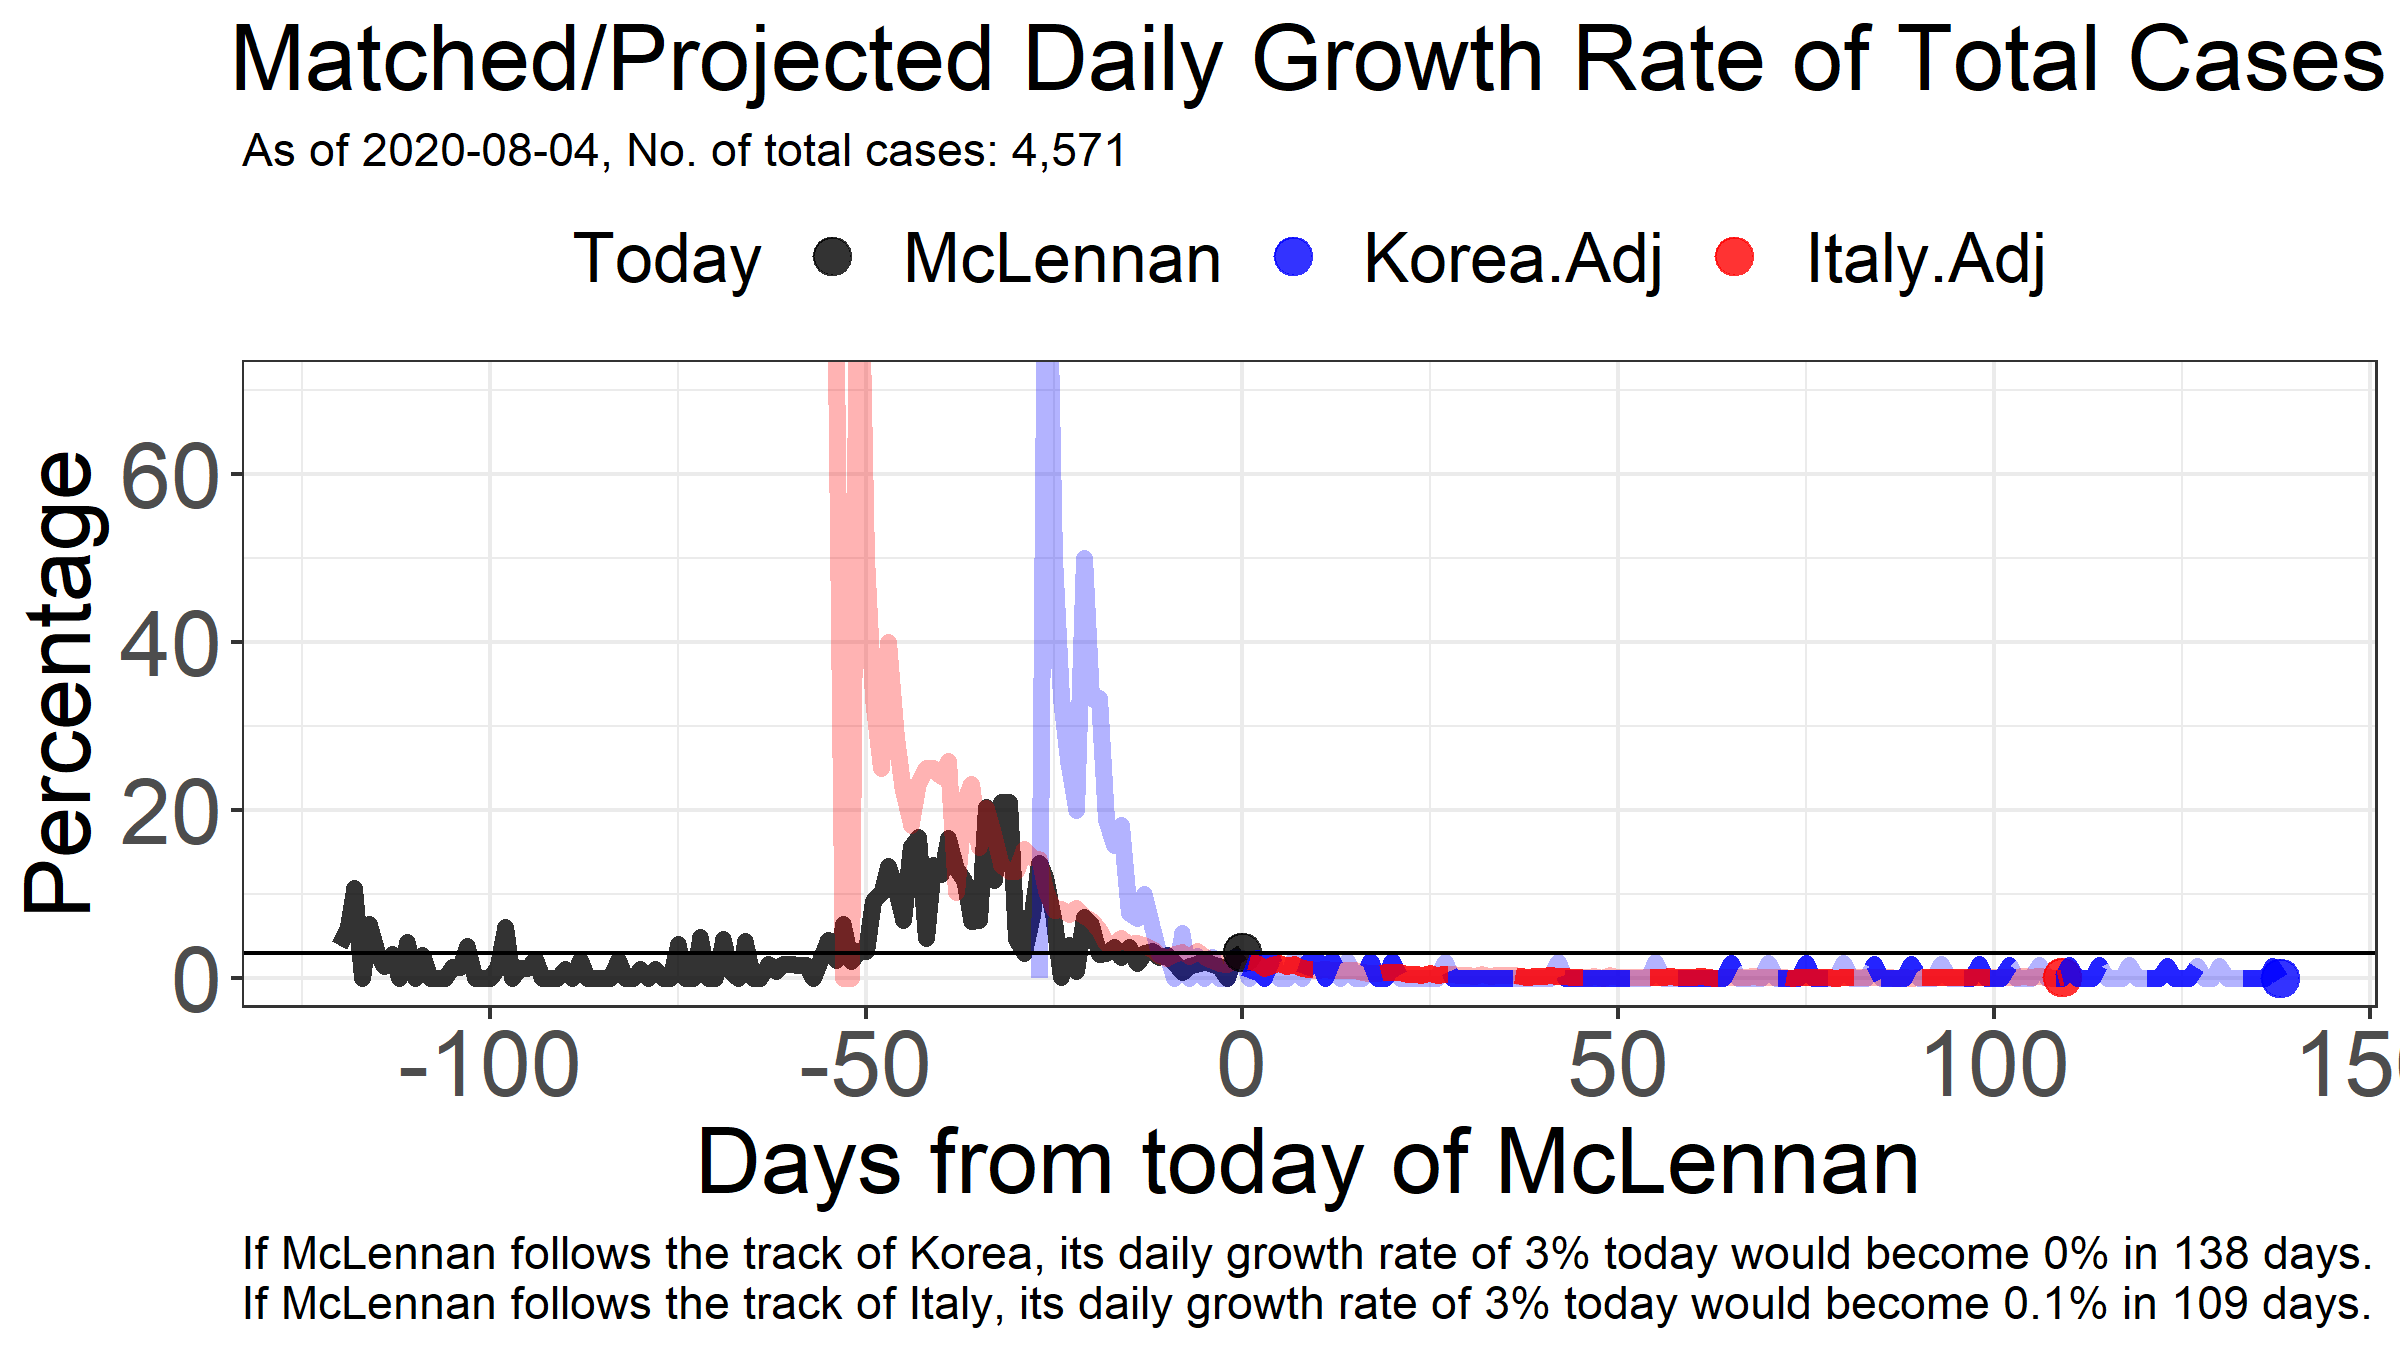 Matched/Projected Daily Growth Rate of Total Cases
As of 2020-08-04, No. of total cases: 4,571
Today McLennan Korea.Adj Italy.Adj
Percentage
60
40
20
0
-100 -50 0 50 100 150
Days from today of McLennan
If McLennan follows the track of Korea, its daily growth rate of 3% today would become 0% in 138 days.
If McLennan follows the track of Italy, its daily growth rate of 3% today would become 0.1% in 109 days.